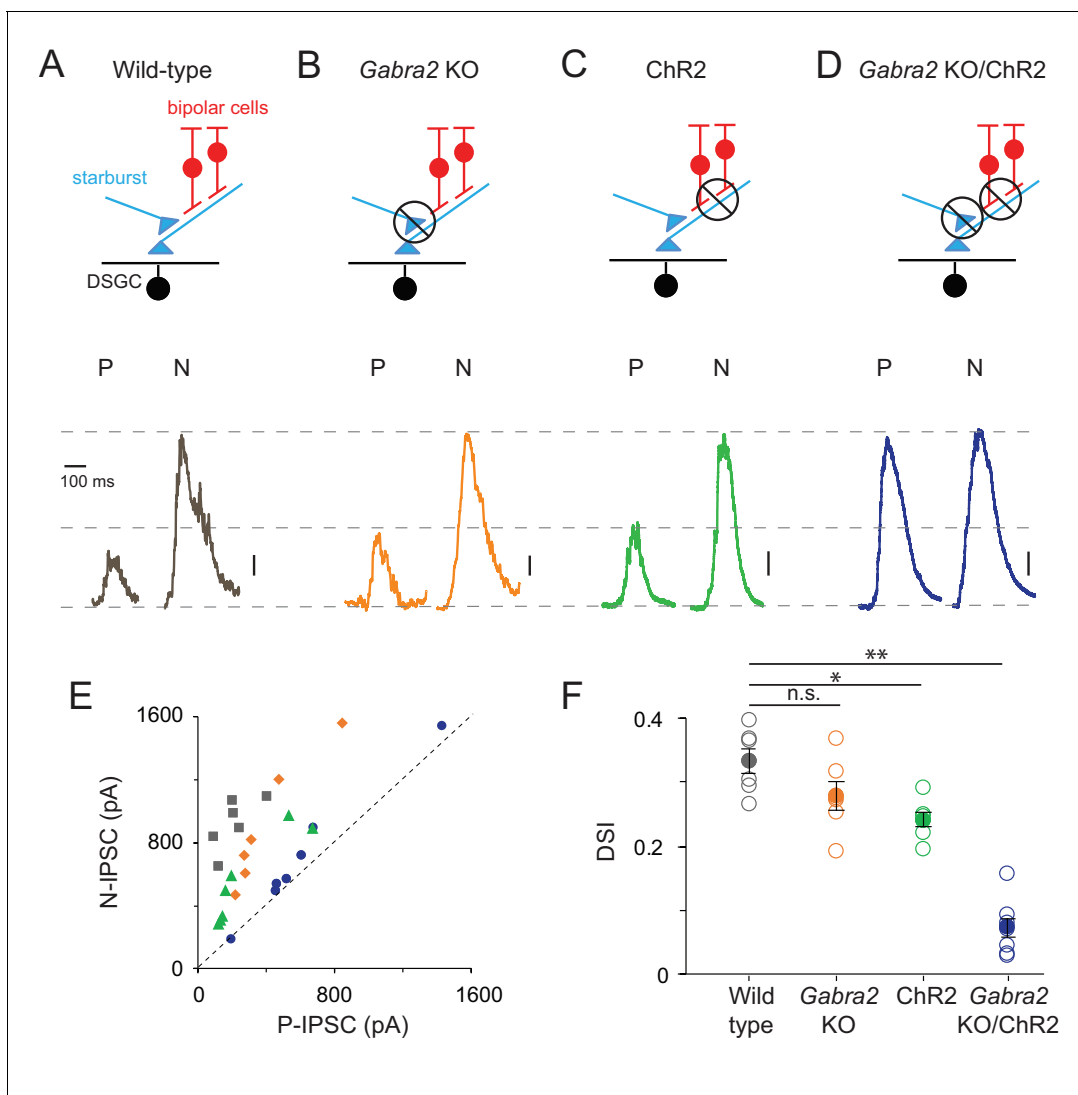 A Wild-type
B Gabra2 KO
C ChR2
D Gabra2 KO/ChR2
bipolar cells
starburst
DSGC
P N P N P N P N
100 ms
E
1600
800
0
N-IPSC (pA)
0 800 1600
P-IPSC (pA)
F
**
*
n.s.
0.4
0.2
0
DSI
Wild type
Gabra2 KO
ChR2
Gabra2 KO/ChR2